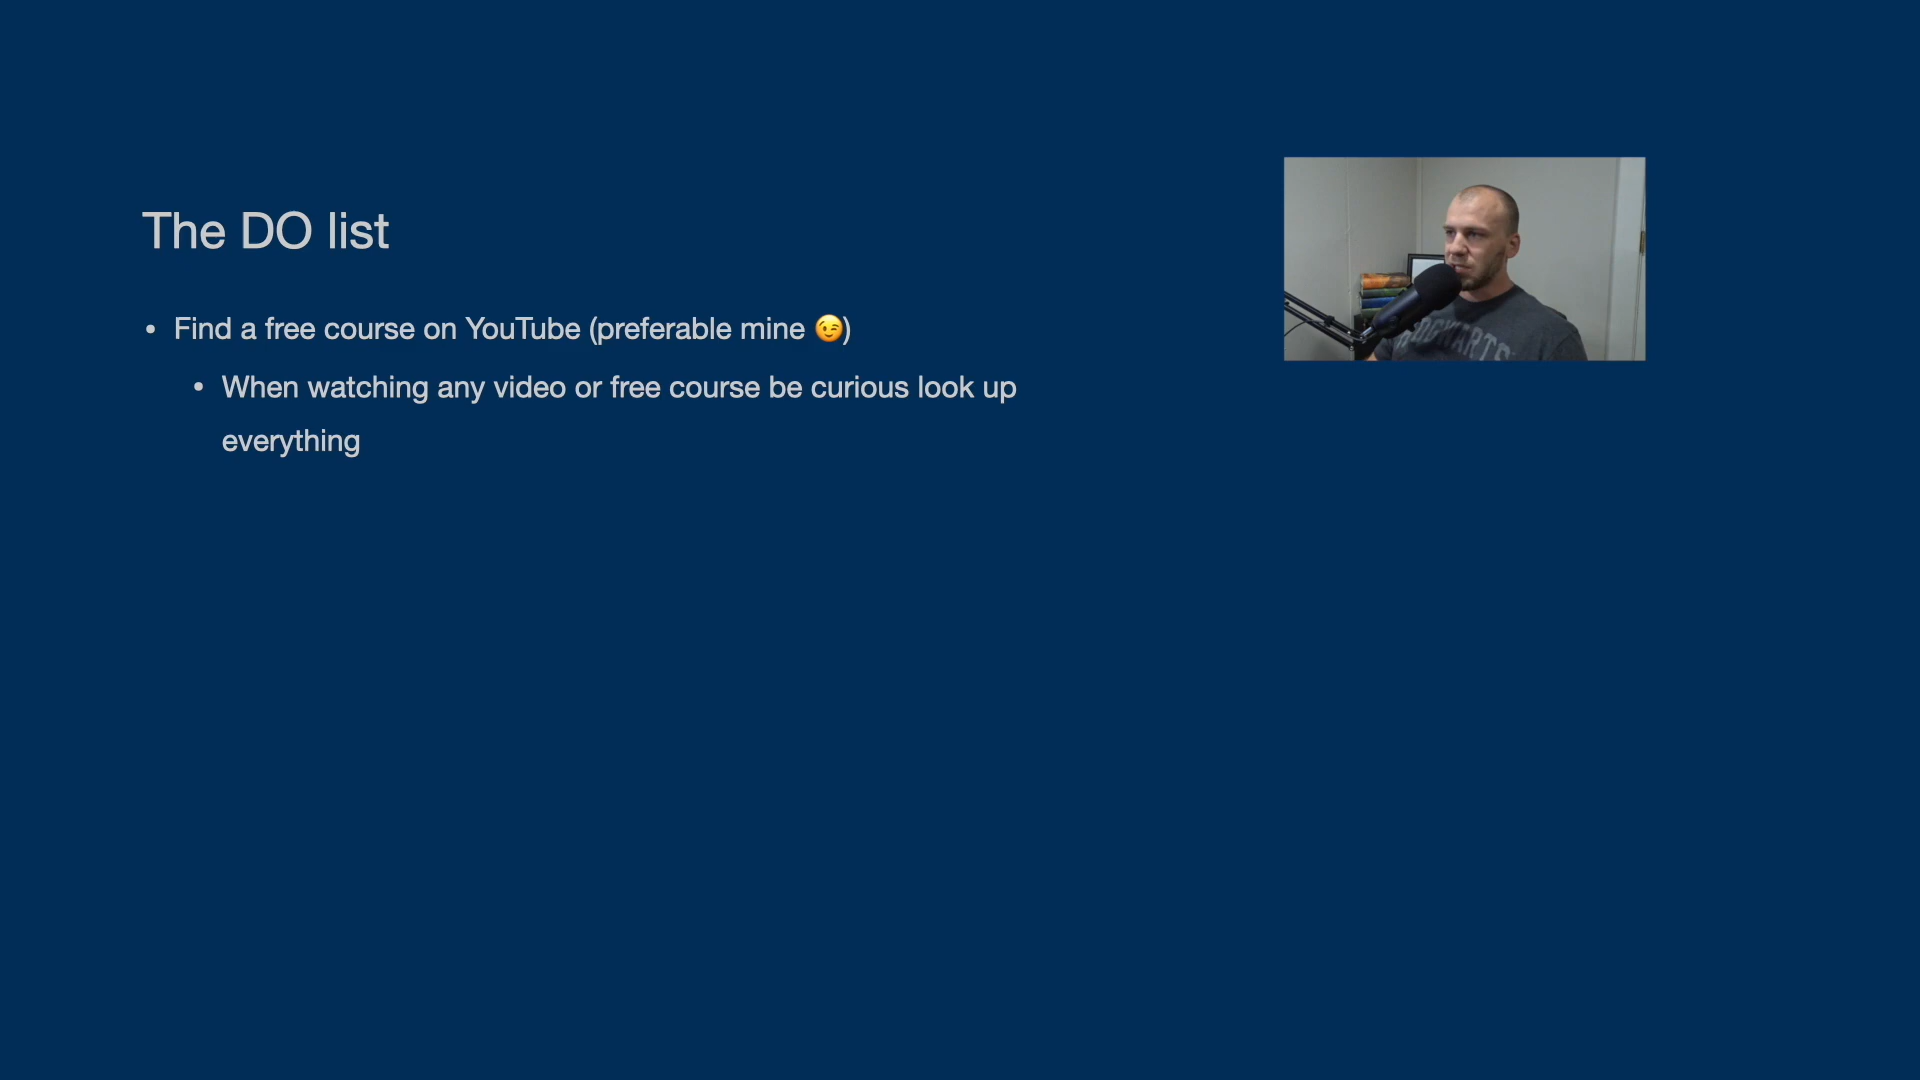 The DO list
• Find a free course on YouTube (preferable mine 😉)
• When watching any video or free course be curious look up
everything
HOGWARTS